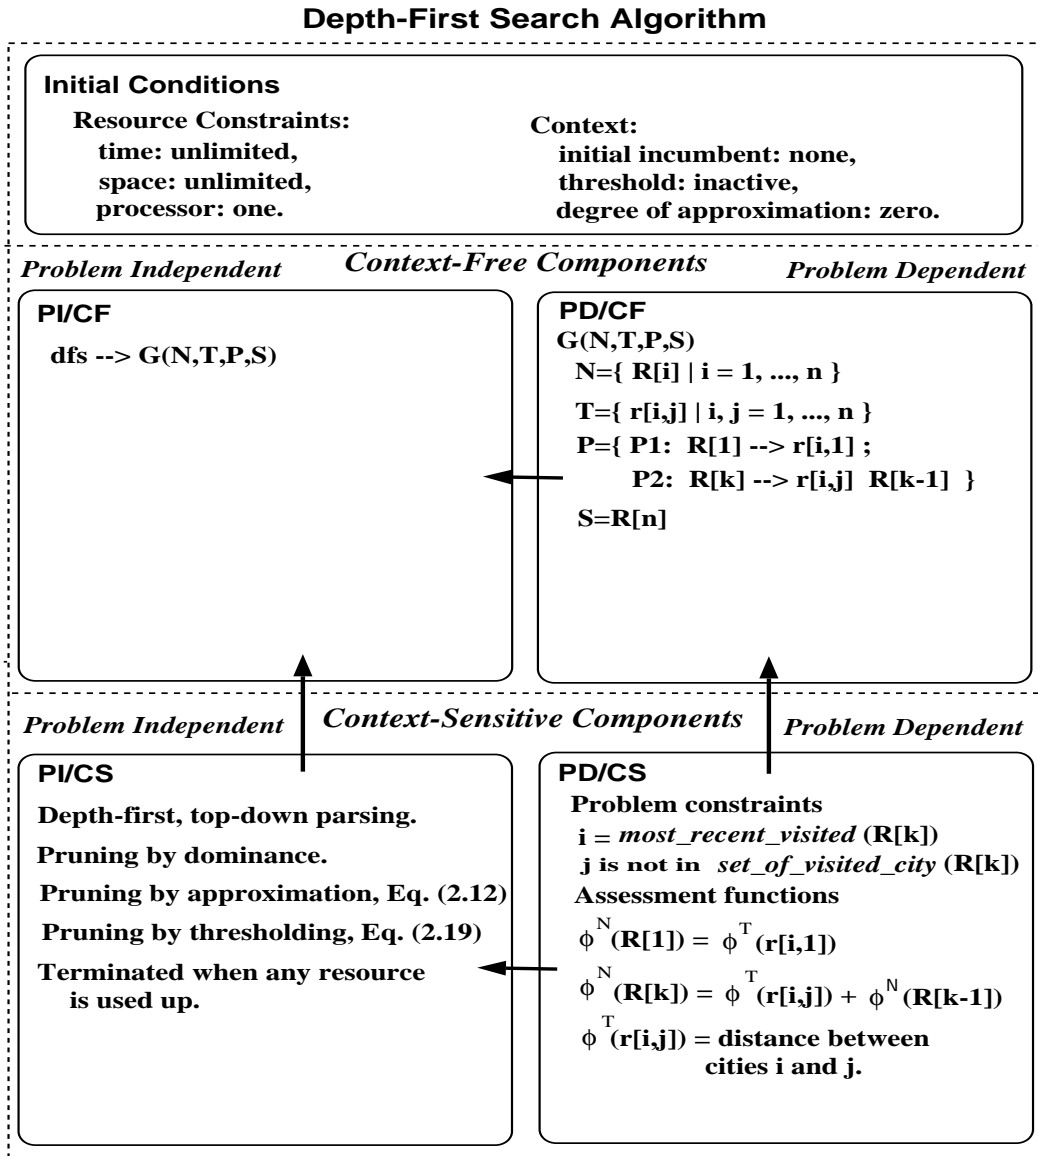 Depth-First Search Algorithm
Initial Conditions
Resource Constraints:
time: unlimited,
space: unlimited,
processor: one.
Context:
initial incumbent: none,
threshold: inactive,
degree of approximation: zero.
Problem Independent
Context-Free Components
Problem Dependent
PI/CF
dfs --> G(N,T,P,S)
PD/CF
G(N,T,P,S)
N={ R[i] | i = 1, ..., n }
T={ r[i,j] | i, j = 1, ..., n }
P={ P1: R[1] --> r[i,1] ;
P2: R[k] --> r[i,j] R[k-1] }
S=R[n]
Problem Independent
Context-Sensitive Components
Problem Dependent
PI/CS
Depth-first, top-down parsing.
Pruning by dominance.
Pruning by approximation, Eq. (2.12)
Pruning by thresholding, Eq. (2.19)
Terminated when any resource
is used up.
PD/CS
Problem constraints
i = most_recent_visited (R[k])
j is not in set_of_visited_city (R[k])
Assessment functions
ϕ^N(R[1]) = ϕ^T(r[i,1])
ϕ^N(R[k]) = ϕ^T(r[i,j]) + ϕ^N(R[k-1])
ϕ^T(r[i,j]) = distance between
cities i and j.